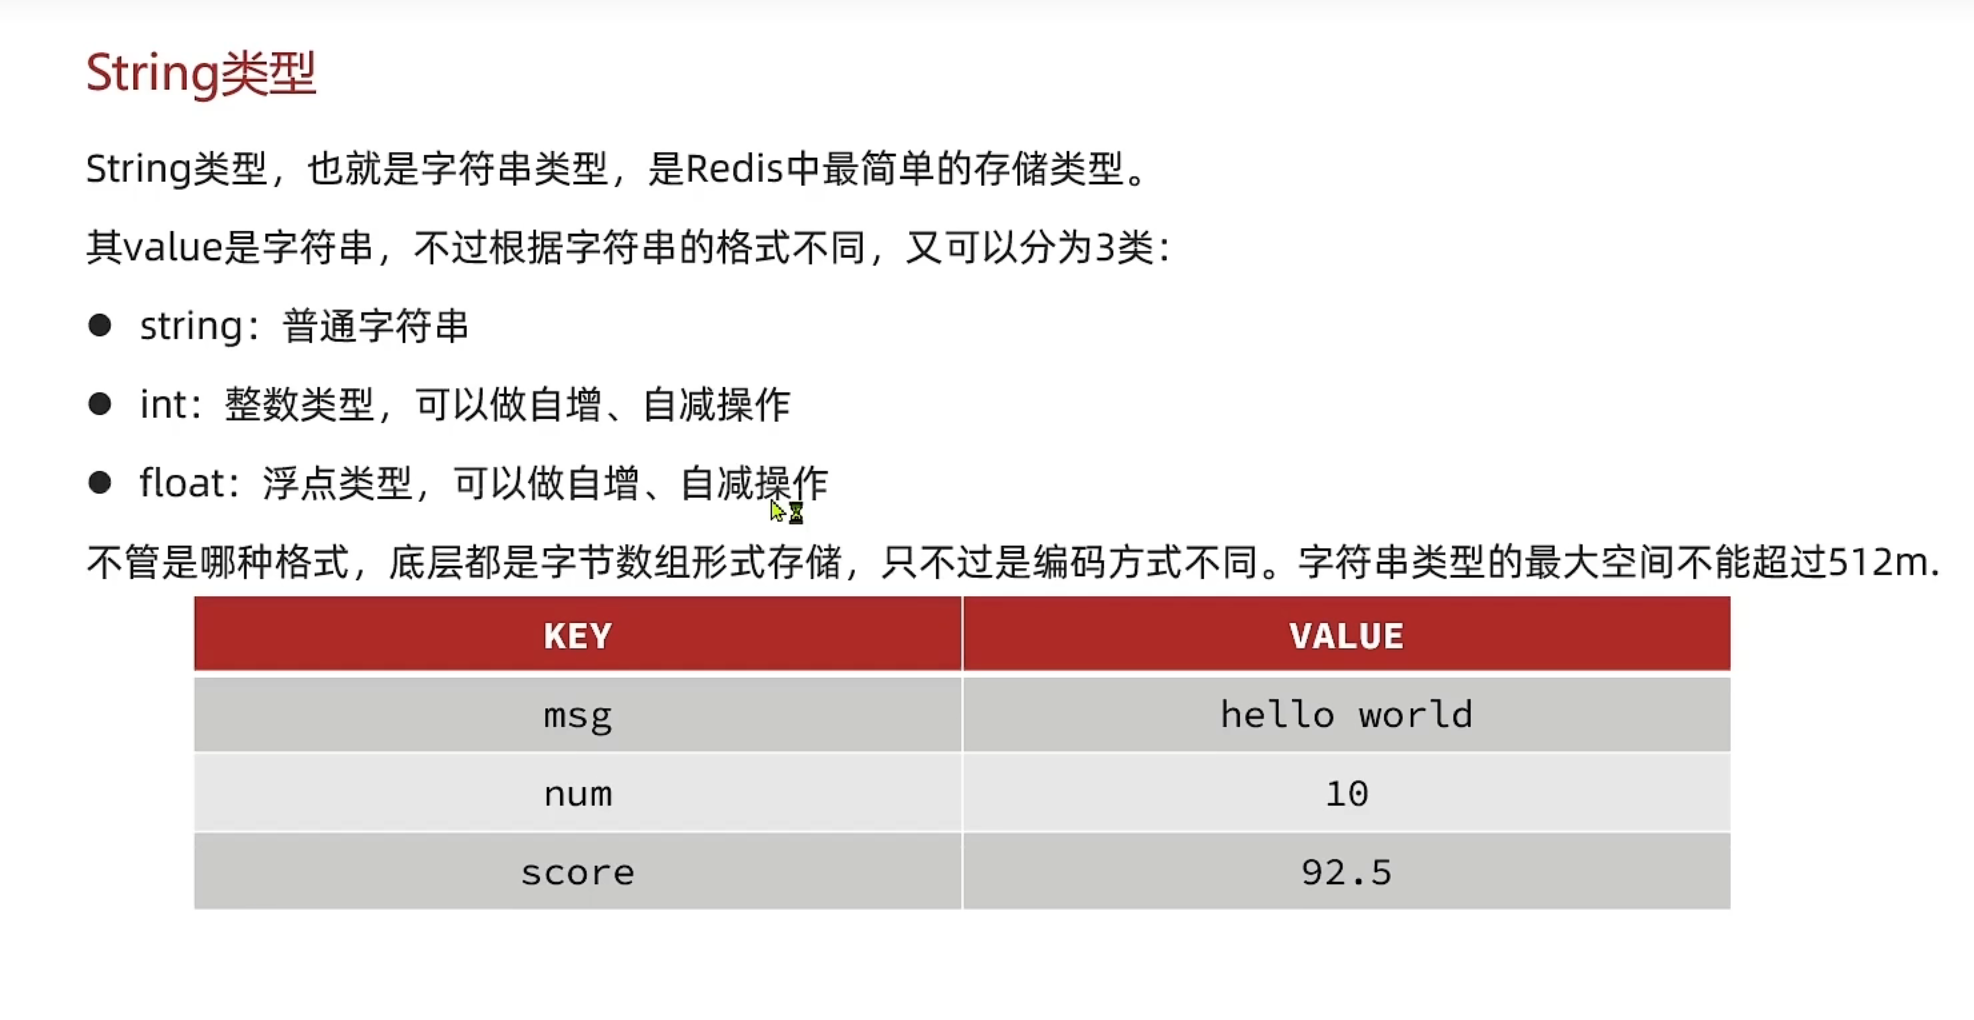 String类型
String类型，也就是字符串类型，是Redis中最简单的存储类型。
其value是字符串，不过根据字符串的格式不同，又可以分为3类：
● string：普通字符串
● int：整数类型，可以做自增、自减操作
● float：浮点类型，可以做自增、自减操作
不管是哪种格式，底层都是字节数组形式存储，只不过是编码方式不同。字符串类型的最大空间不能超过512m.
KEY VALUE
msg hello world
num 10
score 92.5